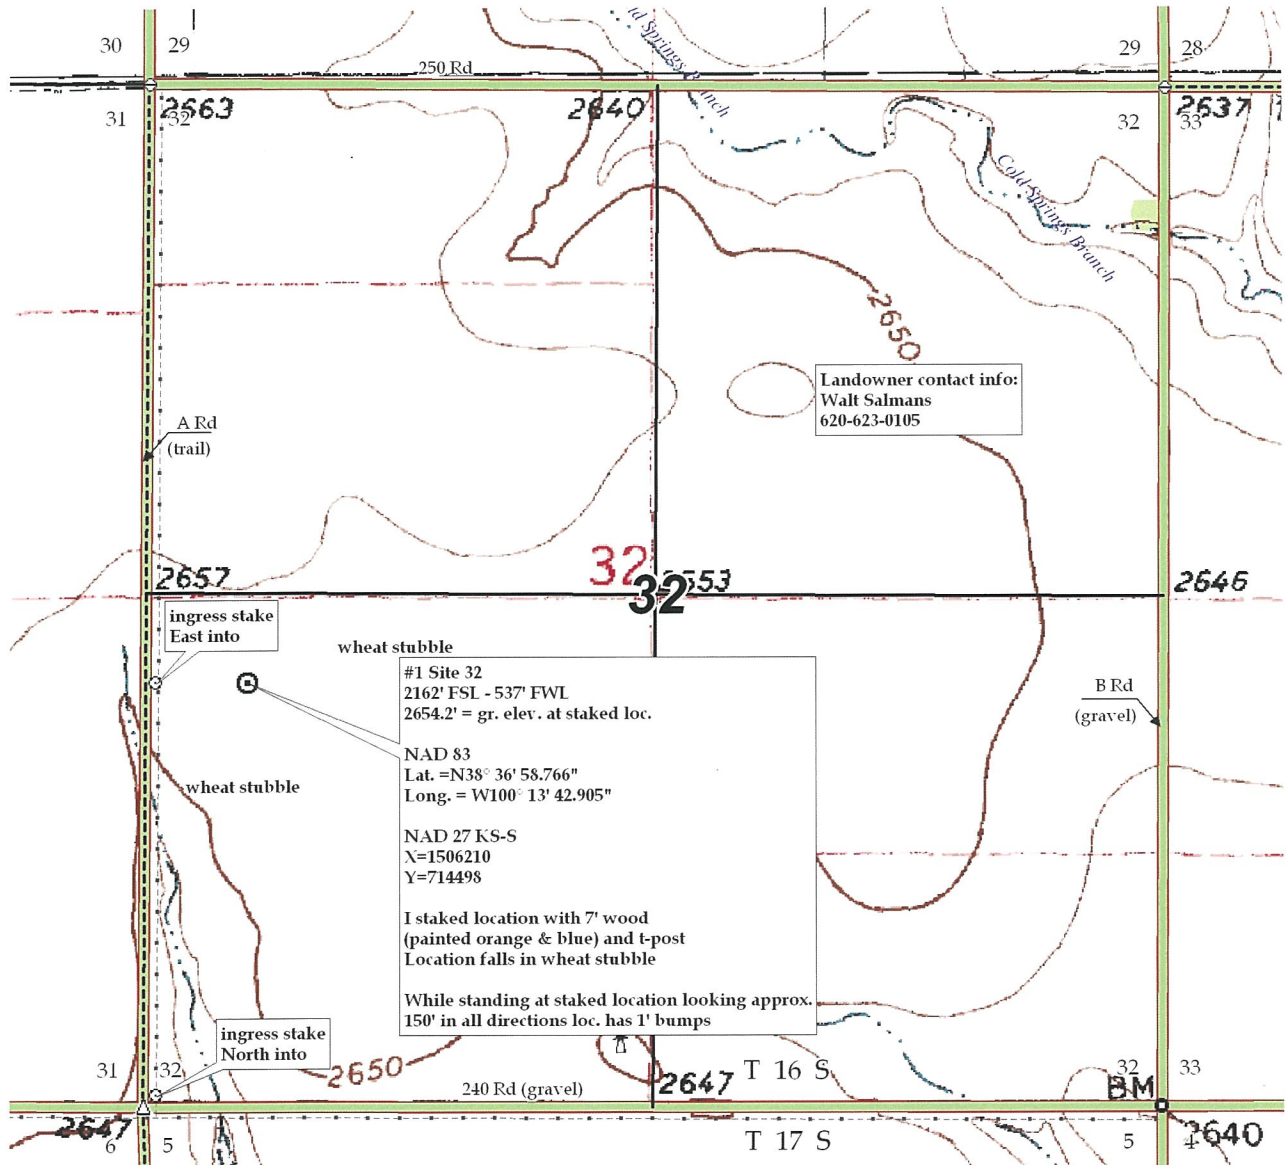 ld Springs Branch
30 29
29 28
250 Rd
2663
2640
2637
31 32
32 33
Cold Springs Branch
2650
Landowner contact info:
Walt Salmans
620-623-0105
A Rd
(trail)
2657
32
32
2653
2646
ingress stake
East into
wheat stubble
#1 Site 32
2162' FSL - 537' FWL
2654.2' = gr. elev. at staked loc.
NAD 83
Lat. =N38° 36' 58.766"
Long. = W100° 13' 42.905"
NAD 27 KS-S
X=1506210
Y=714498
I staked location with 7' wood
(painted orange & blue) and t-post
Location falls in wheat stubble
While standing at staked location looking approx.
150' in all directions loc. has 1' bumps
B Rd
(gravel)
wheat stubble
ingress stake
North into
31 32
2650
240 Rd (gravel)
2647
T 16 S
32 33
BM
2647
6 5
T 17 S
5 4
2640